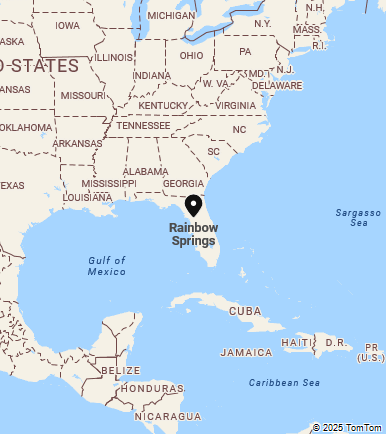 MICHIGAN
N.Y.
N.H.
MASS.
R.I.
IOWA
ASKA
ILLINOIS
OHIO
PA
N.J.
D STATES
INDIANA
MD.
W. VA
DELAWARE
ANSAS
MISSOURI
KENTUCKY
VIRGINIA
OKLAHOMA
TENNESSEE
NC
ARKANSAS
SC
ALABAMA
EXAS
MISSISSIPPI
GEORGIA
LOUISIANA
Rainbow
Springs
Sargasso
Sea
Gulf of
Mexico
CUBA
HAITI
D.R.
PR
(U.S.)
JAMAICA
BELIZE
HONDURAS
Caribbean Sea
NICARAGUA
© 2025 TomTom